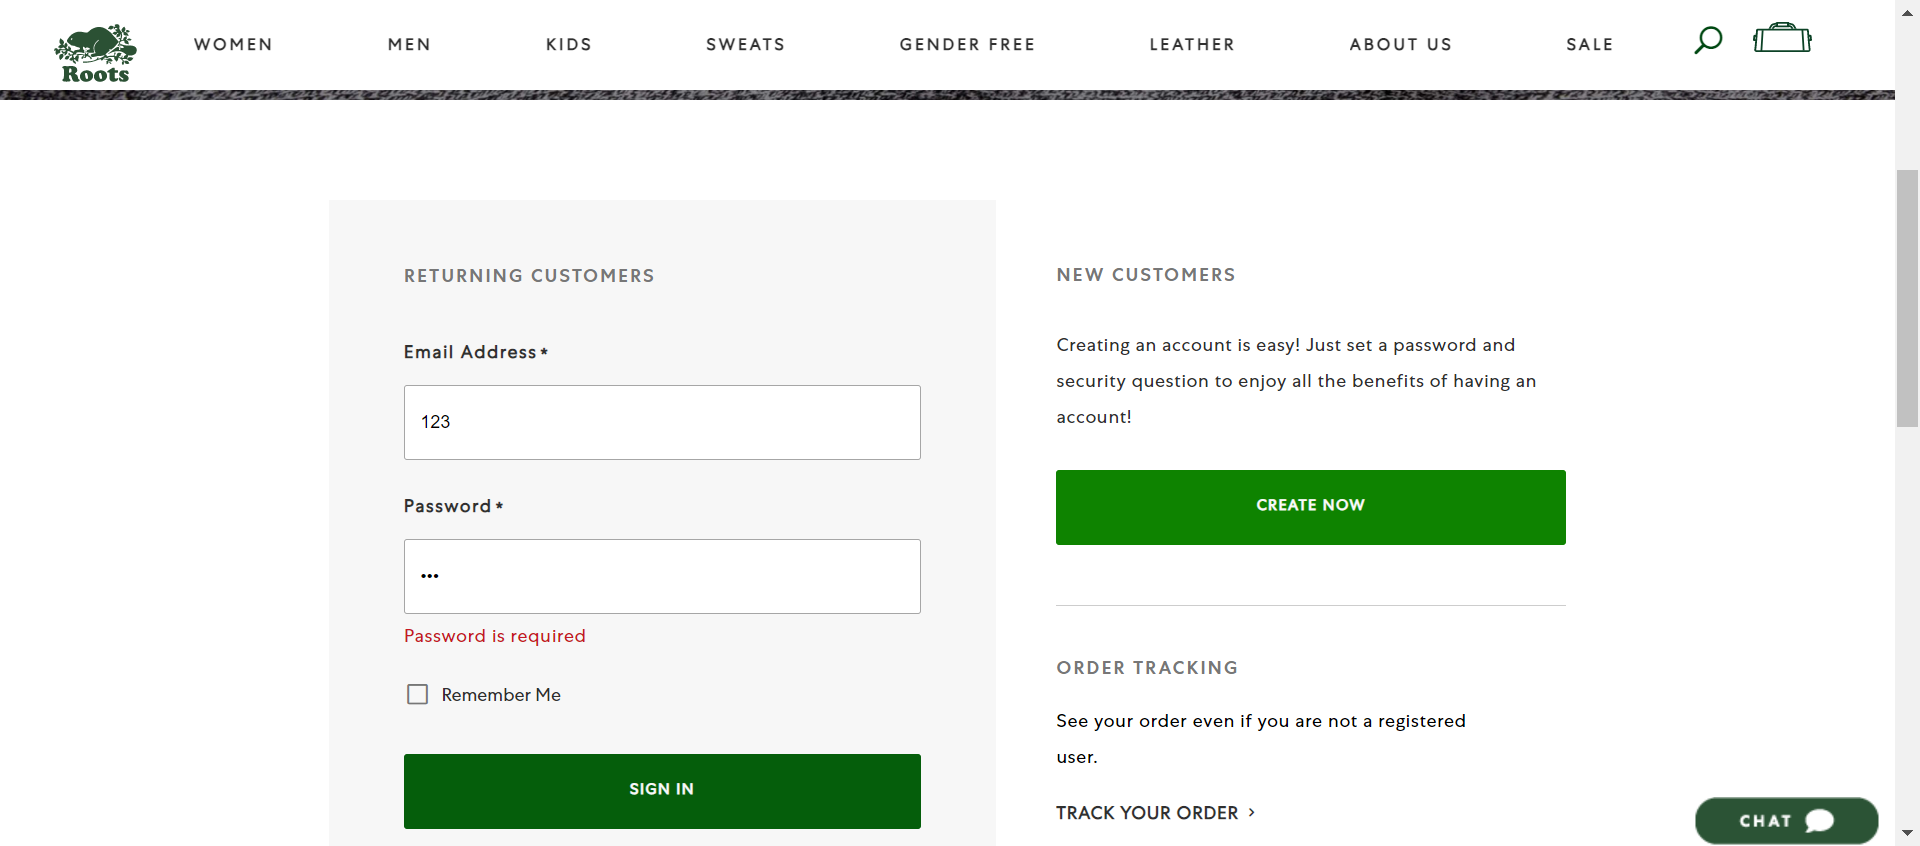 Roots
WOMEN
MEN
KIDS
SWEATS
GENDER FREE
LEATHER
ABOUT US
SALE
RETURNING CUSTOMERS
Email Address*
123
Password*
•••
Password is required
Remember Me
SIGN IN
NEW CUSTOMERS
Creating an account is easy! Just set a password and
security question to enjoy all the benefits of having an
account!
CREATE NOW
ORDER TRACKING
See your order even if you are not a registered
user.
TRACK YOUR ORDER >
CHAT